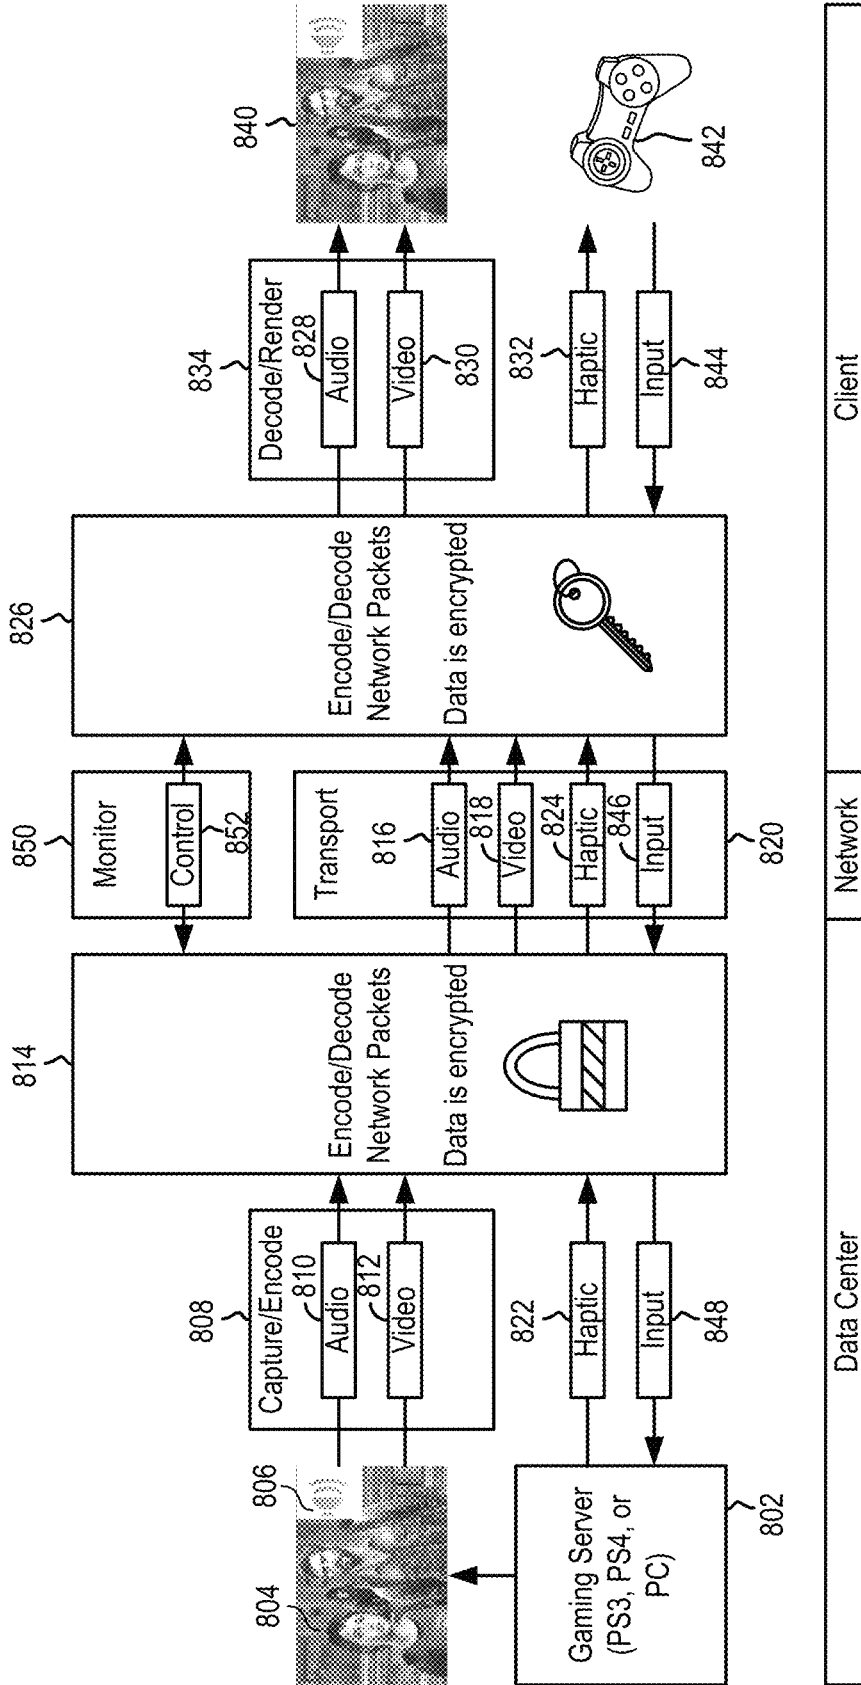 804
806
Gaming Server
(PS3, PS4, or
PC)
802
808
Capture/Encode
810
Audio
812
Video
822
Haptic
Input
848
814
Encode/Decode
Network Packets
Data is encrypted
850
Monitor
Control
852
Transport
816
Audio
818
Video
824
Haptic
846
Input
820
826
Encode/Decode
Network Packets
Data is encrypted
834
Decode/Render
828
Audio
Video
830
832
Haptic
Input
844
840
842
Data Center
Network
Client